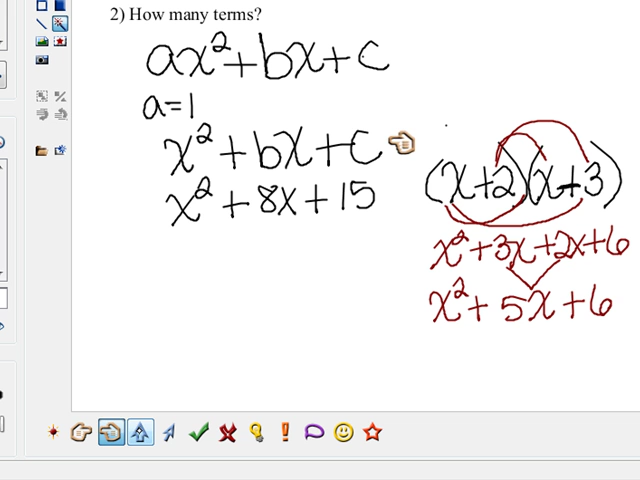 2) How many terms?
ax²+bx+c
a=1
x²+bx+c
x²+8x+15
(x+2)(x+3)
x²+3x+2x+6
x²+5x+6